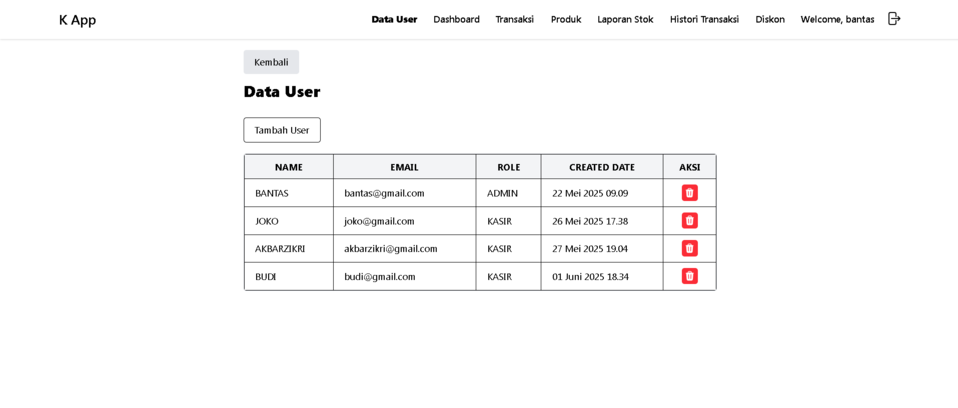 K App
Data User Dashboard Transaksi Produk Laporan Stok Histori Transaksi Diskon Welcome, bantas
Kembali
Data User
Tambah User
NAME EMAIL ROLE CREATED DATE AKSI
BANTAS bantas@gmail.com ADMIN 22 Mei 2025 09.09
JOKO joko@gmail.com KASIR 26 Mei 2025 17.38
AKBARZIKRI akbarzikri@gmail.com KASIR 27 Mei 2025 19.04
BUDI budi@gmail.com KASIR 01 Juni 2025 18.34